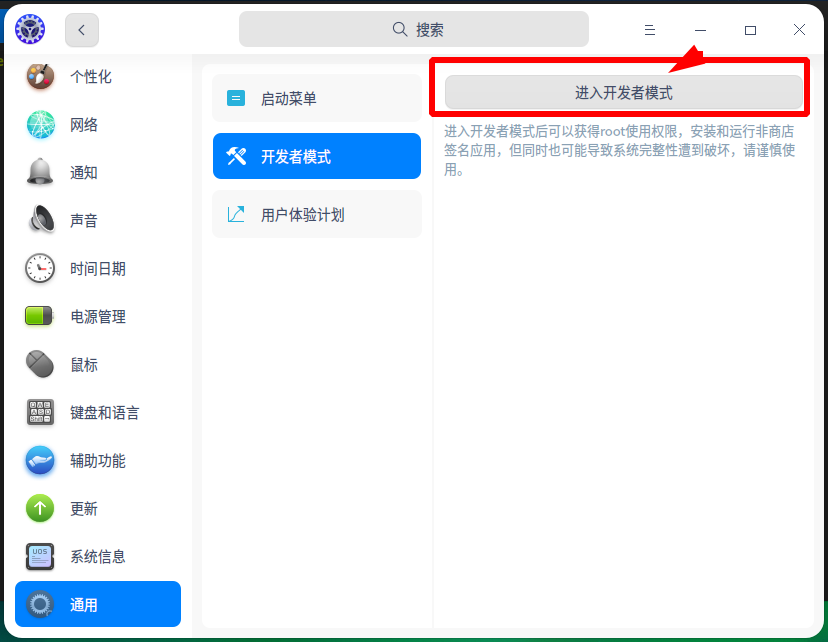 搜索
个性化
网络
通知
声音
时间日期
电源管理
鼠标
键盘和语言
辅助功能
更新
UOS
系统信息
通用
启动菜单
开发者模式
用户体验计划
进入开发者模式
进入开发者模式后可以获得root使用权限，安装和运行非商店
签名应用，但同时也可能导致系统完整性遭到破坏，请谨慎使
用。